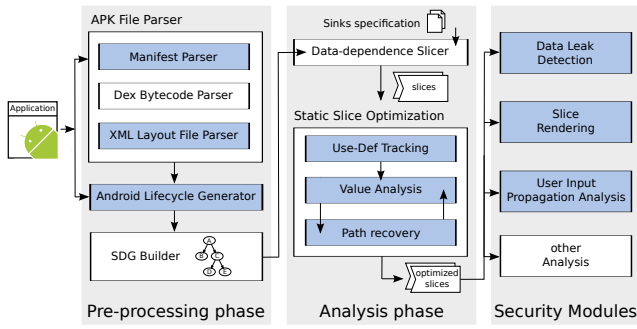 APK File Parser
Manifest Parser
Dex Bytecode Parser
XML Layout File Parser
Application
Android Lifecycle Generator
SDG Builder
A
B
C
D
E
Pre-processing phase
Sinks specification
Data-dependence Slicer
slices
Static Slice Optimization
Use-Def Tracking
Value Analysis
Path recovery
optimized
slices
Analysis phase
Data Leak
Detection
Slice
Rendering
User Input
Propagation Analysis
other
Analysis
Security Modules